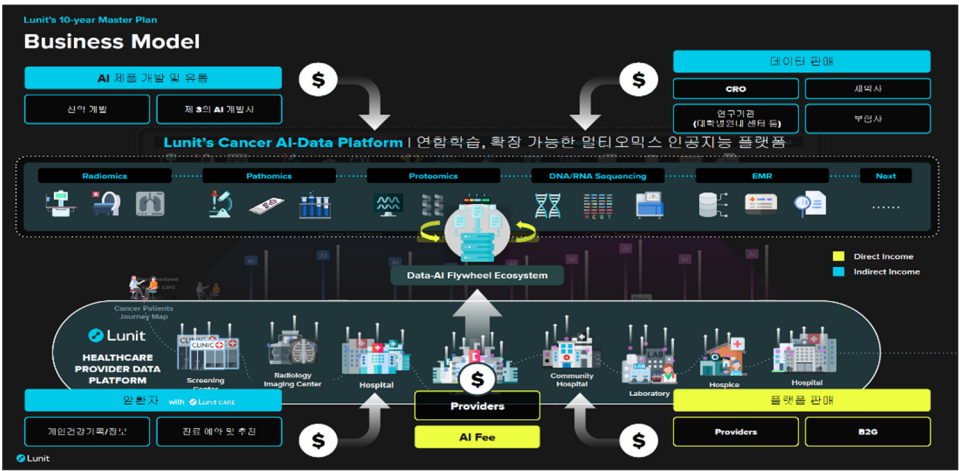 Lunit's 10-year Master Plan
Business Model
AI 제품 개발 및 유통
신약 개발
제 3의 AI 개발사
$
$
데이터 판매
CRO
제약사
연구기관
(대학병원내 센터 등)
보험사
Lunit's Cancer AI-Data Platform | 연합학습, 확장 가능한 멀티오믹스 인공지능 플랫폼
Radiomics
Pathomics
Proteomics
DNA/RNA Sequencing
EMR
Next
......
Data-AI Flywheel Ecosystem
Direct Income
Indirect Income
Cancer Patients
Journey Map
Lunit
HEALTHCARE
PROVIDER DATA
PLATFORM
CLINIC
CLINIC
Screening
Radiology
Imaging Center
Hospital
Community
Hospital
LAB
Laboratory
Hospice
Hospital
암환자 with Lunit CARE
개인건강기록/정보
진료 예약 및 추천
$
$
Providers
AI Fee
$
플랫폼 판매
Providers
B2G
Lunit